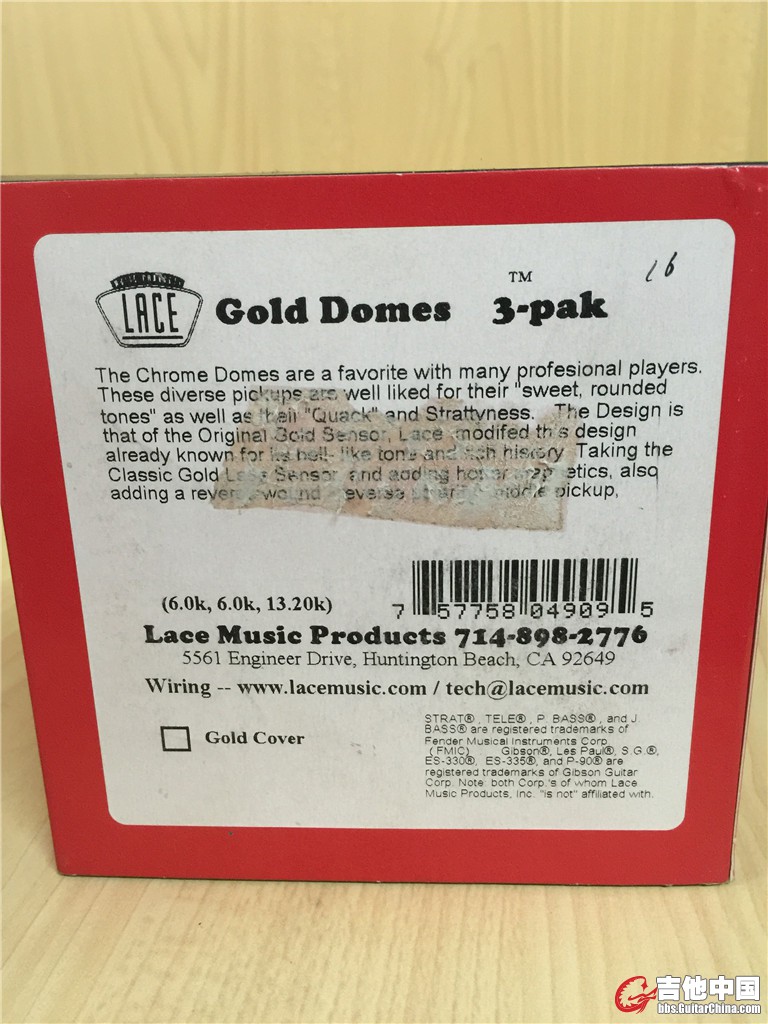 LACE
Gold Domes 3-pak
TM
16
The Chrome Domes are a favorite with many profesional players.
These diverse pickups are well liked for their "sweet, rounded
tones" as well as their "Quack" and Strattyness. The Design is
that of the Original Gold Sensor, Lace modifed this design
already known for its bell- like tone and rich history Taking the
Classic Gold Lace Sensor and adding hotter magnetics, also
adding a reverse wound reverse middle pickup,
(6.0k, 6.0k, 13.20k)
7 57758 04909 5
Lace Music Products 714-898-2776
5561 Engineer Drive, Huntington Beach, CA 92649
Wiring -- www.lacemusic.com / tech@lacemusic.com
Gold Cover
STRAT®, TELE®, P. BASS®, and J.
BASS® are registered trademarks of
Fender Musical Instruments Corp
(FMIC) Gibson®, Les Paul®, S.G.®,
ES-330®, ES-335®, and P-90® are
registered trademarks of Gibson Guitar
Corp. Note: both Corp.'s of whom Lace
Music Products, Inc. "is not" affiliated with.
吉他中国
bbs.GuitarChina.com